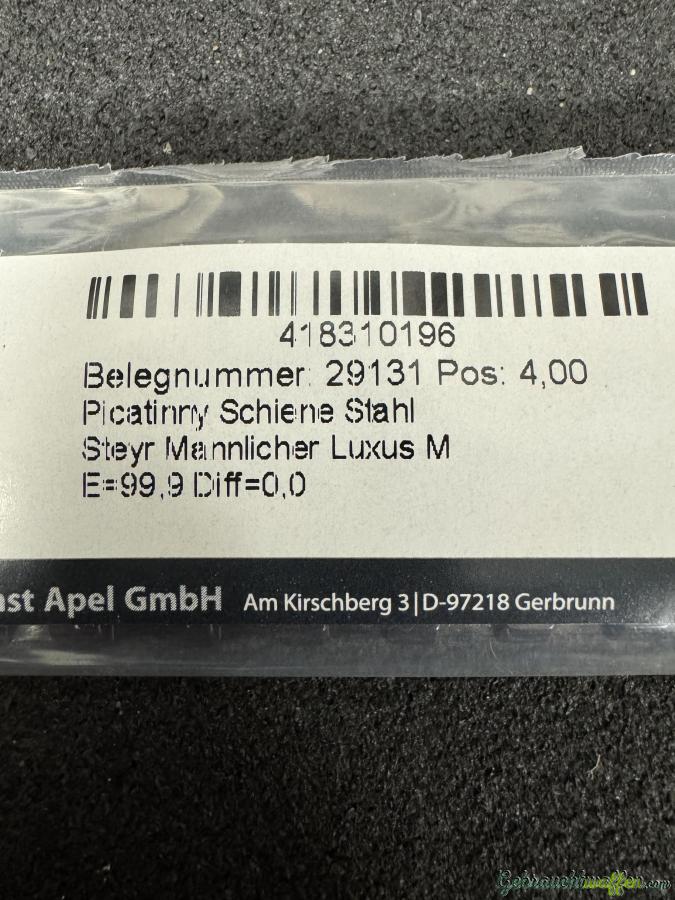 418310196
Belegnummer: 29131 Pos: 4,00
Picatinny Schiene Stahl
Steyr Mannlicher Luxus M
E=99,9 Diff=0,0
nst Apel GmbH Am Kirschberg 3|D-97218 Gerbrunn
Gebrauchtwaffen.com